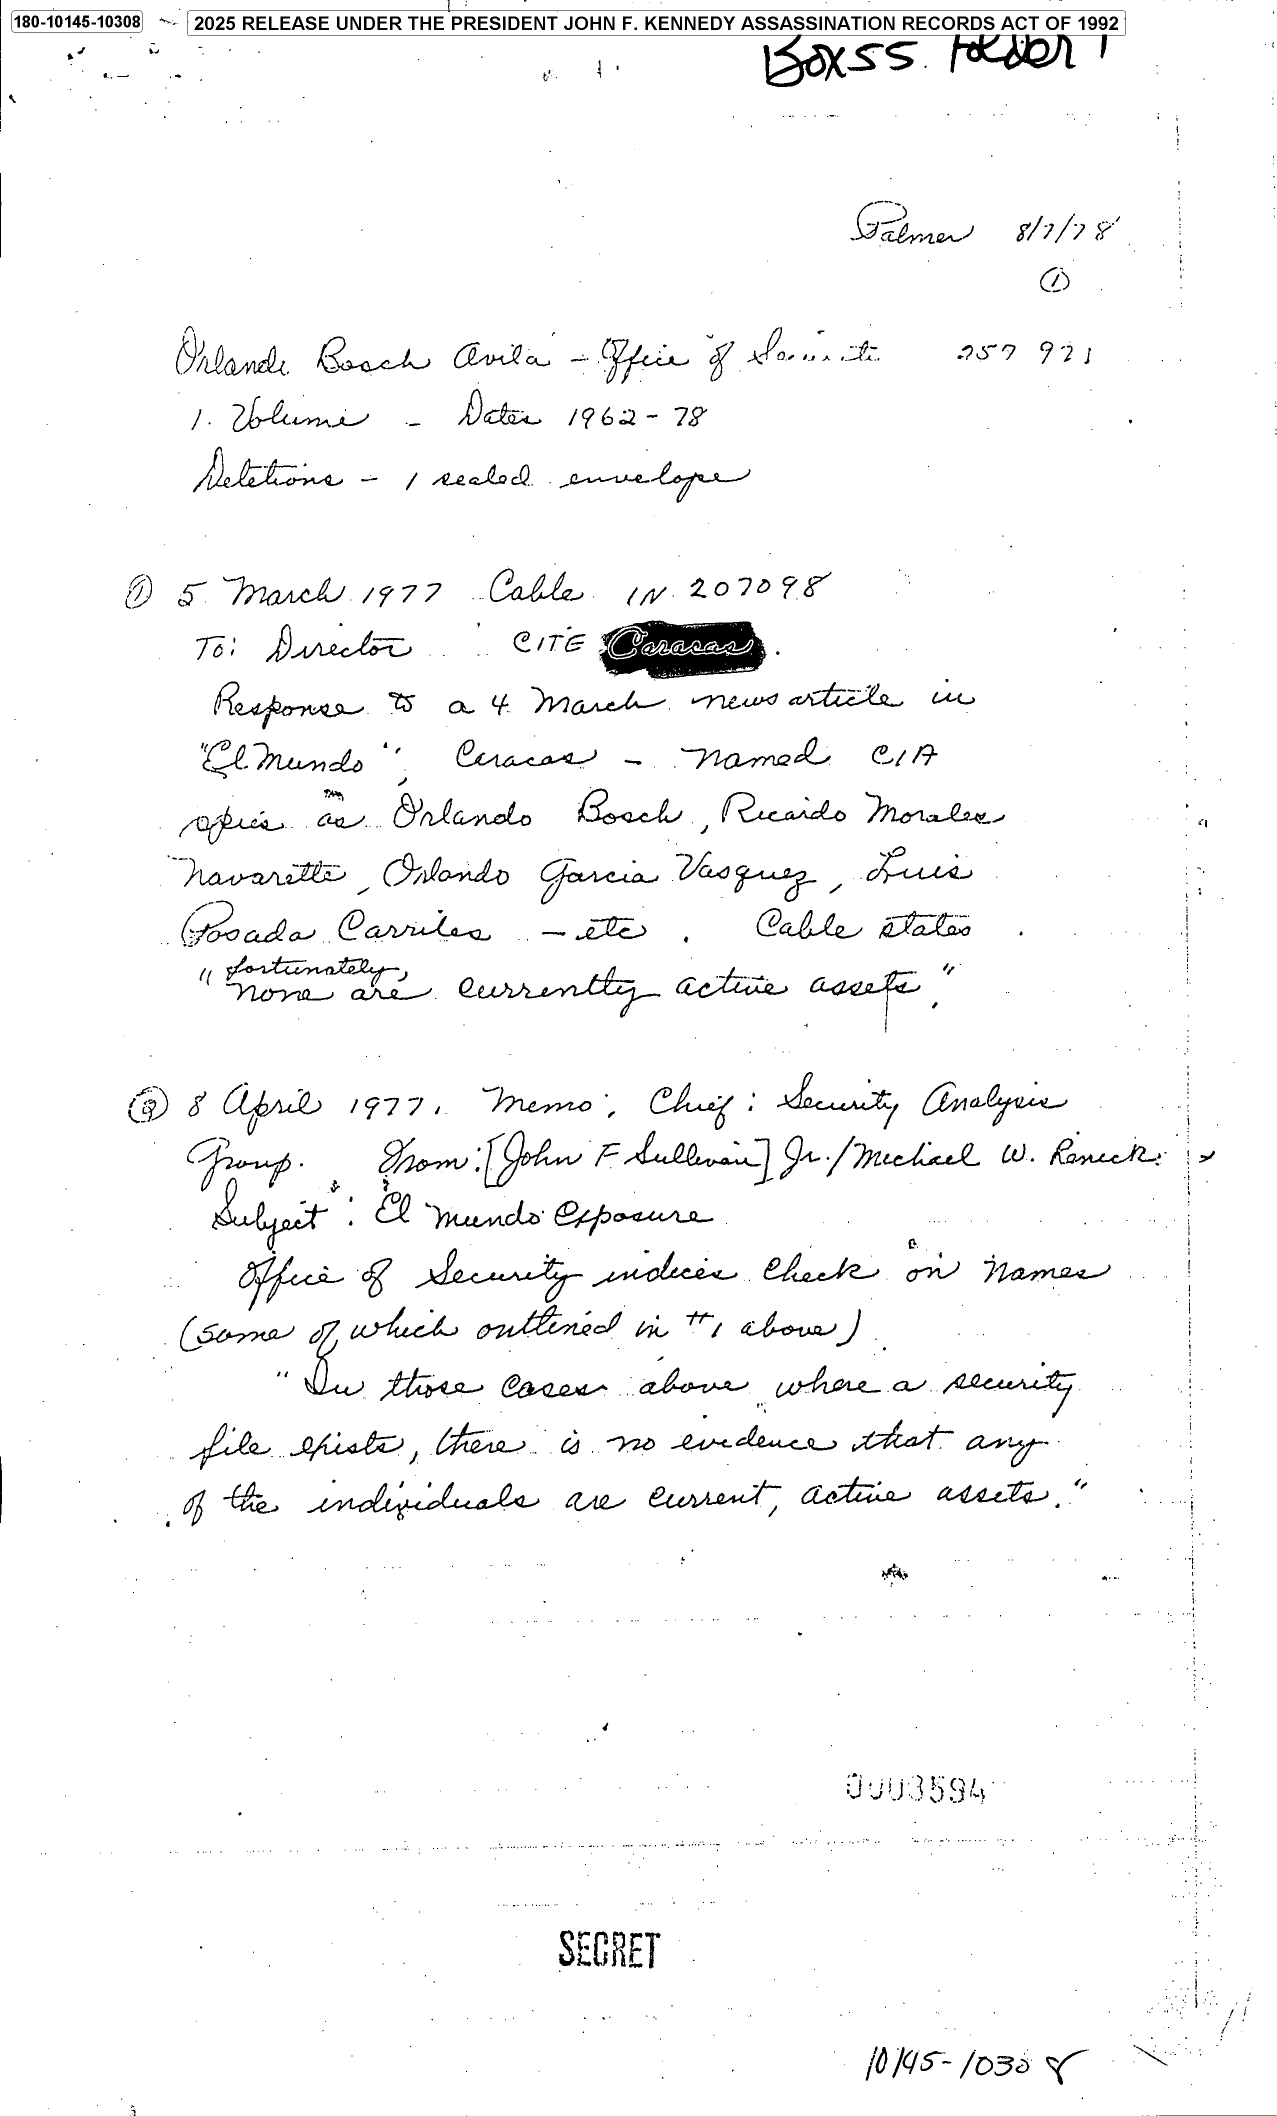 180-10145-10308
2025 RELEASE UNDER THE PRESIDENT JOHN F. KENNEDY ASSASSINATION RECORDS ACT OF 1992
Box 55. Folder 1
Palmer 8/7/78
①
Orlando Bosch Avila - Office of Security 257 921
1. Volume - Dates 1962-78
Deletions - 1 sealed envelope
① 5 March 1977 Cable IN 207098
To: Director CITE Caracas.
Response to a 4 March news article in
"El Mundo", Caracas - named CIA
spies as Orlando Bosch, Ricardo Morales
Navarette, Orlando Garcia Vasquez, Luis
Posada Carriles - etc. Cable states
"fortunately,
none are currently active assets".
② 8 April 1977. Memo; Chief: Security Analysis
Group. From: [John F Sullivan] Jr./Michael W.
Subject: El Mundo Exposure
Office of Security indices check on names
(some of which outlined in #1 above)
"In those cases above where a security
file exists, there is no evidence that any
of the individuals are current, active assets."
0003594
SECRET
10145-10308